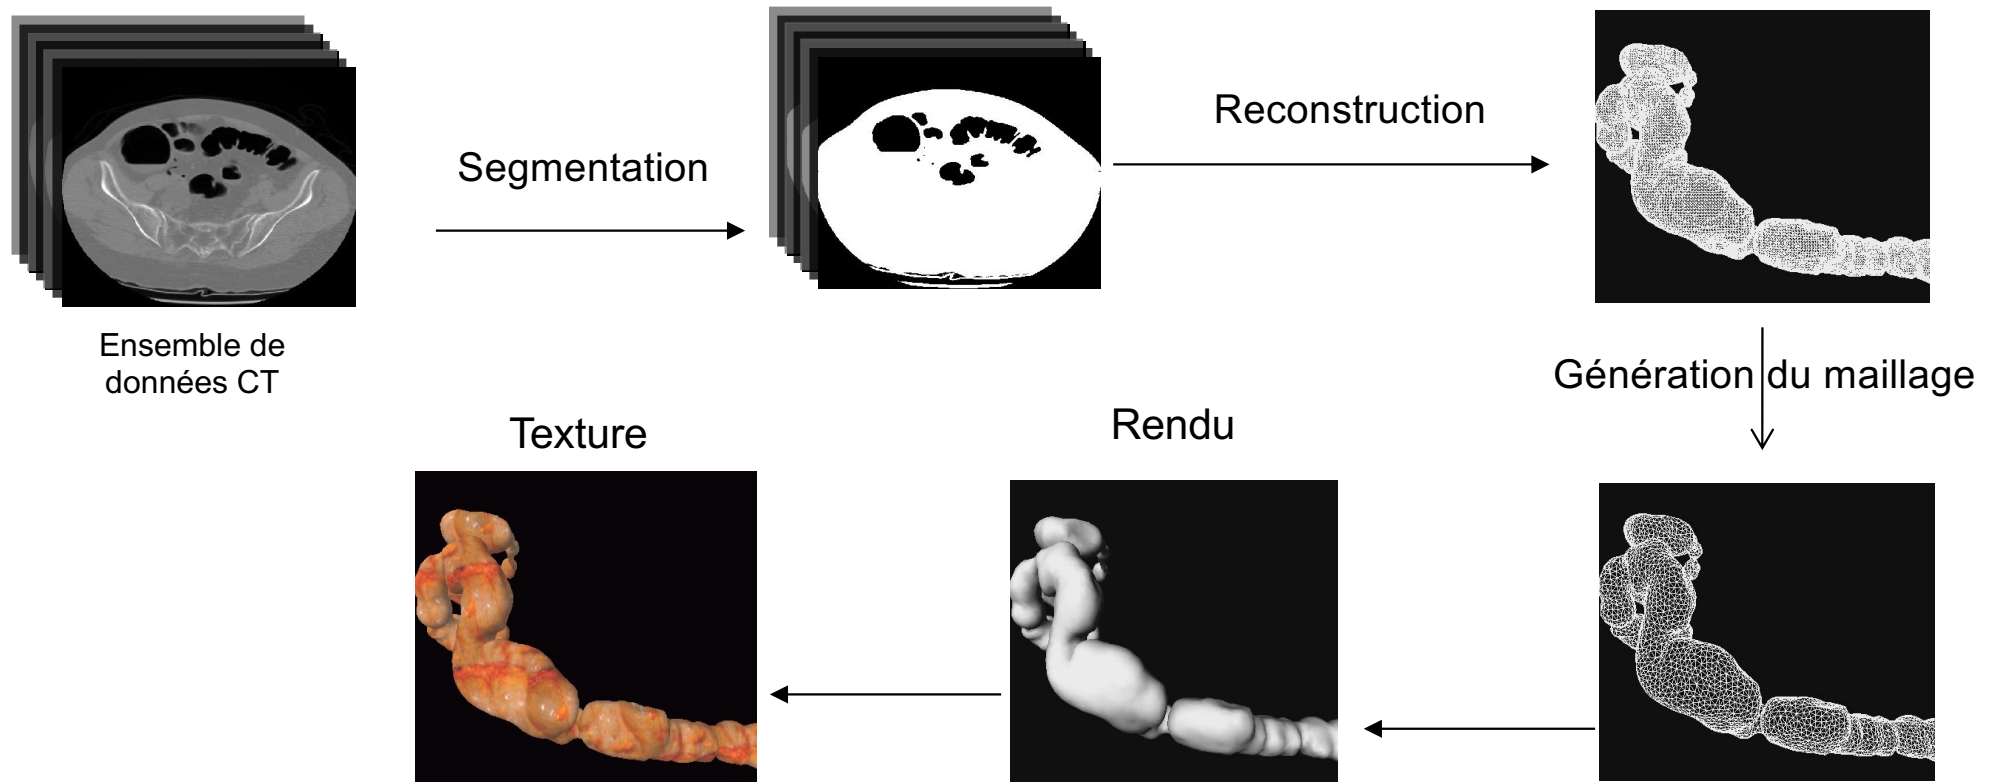 Segmentation
Reconstruction
Ensemble de
données CT
Génération du maillage
Texture
Rendu